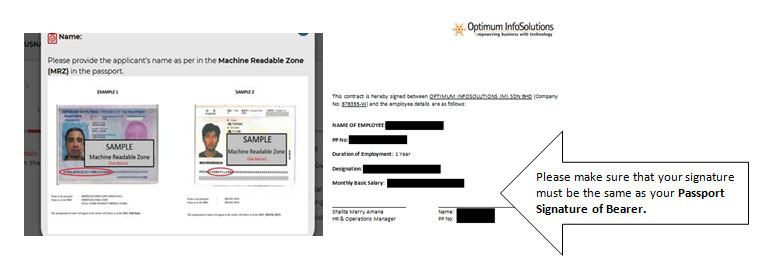 Optimum InfoSolutions
empowering business with technology
USNA
Name:
Please provide the applicant's name as per in the Machine Readable Zone
(MRZ) in the passport.
EXAMPLE 1
SAMPLE 2
SAMPLE
Machine Readable Zone
(See Below)
SAMPLE
Machine Readable Zone
(See Below)
This contract is hereby signed between OPTIMUM INFOSOLUTIONS (M) SDN BHD (Company
No: 878355-W) and the employee details are as follows:
NAME OF EMPLOYEE:
PP No:
Duration of Employment: 1 Year
Designation:
Monthly Basic Salary:
Shalita Marry Amana
HR & Operations Manager
Name:
PP No:
Please make sure that your signature
must be the same as your Passport
Signature of Bearer.